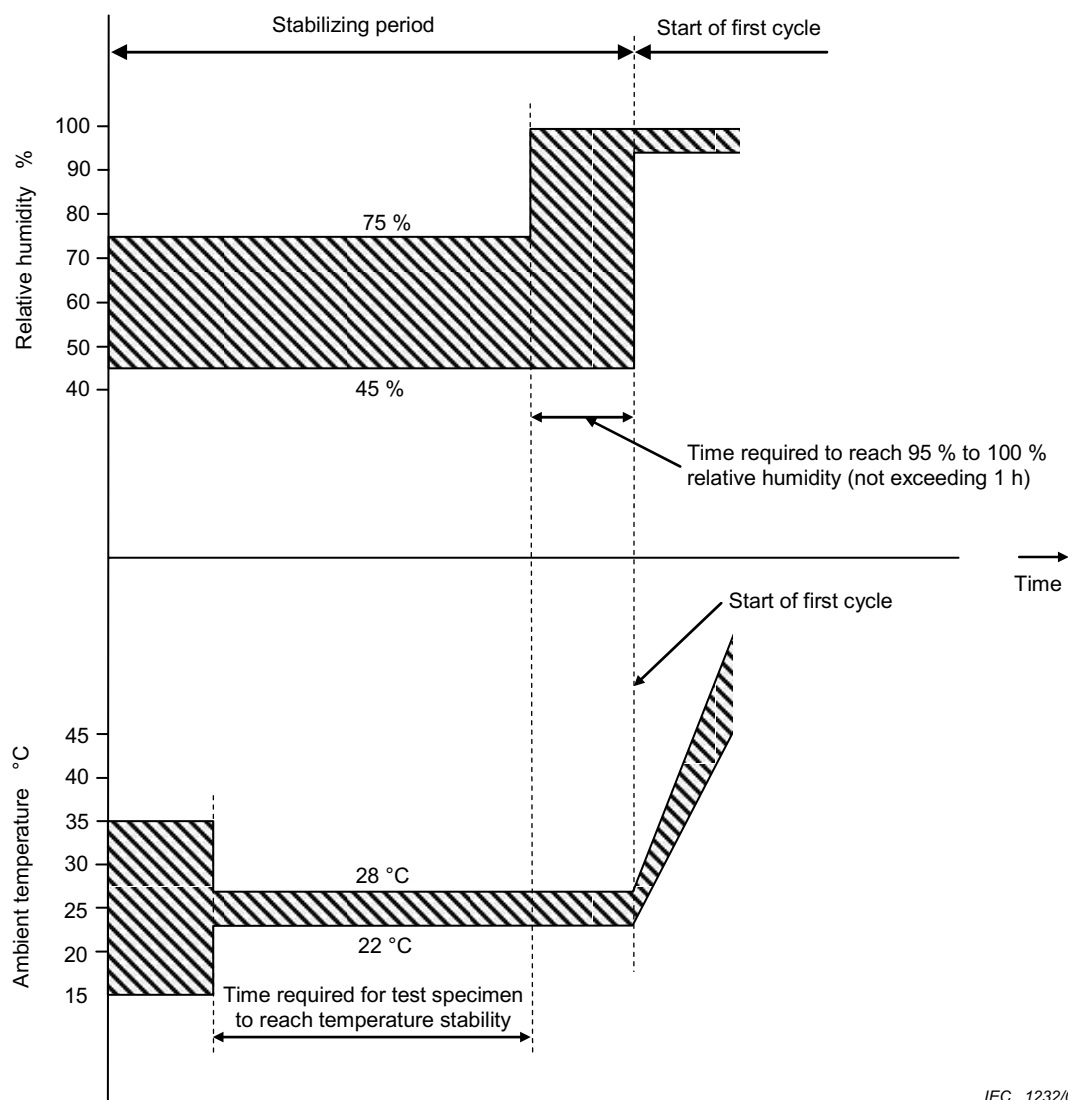 Stabilizing period
Start of first cycle
Relative humidity %
100
90
80
70
60
50
40
75 %
45 %
Time required to reach 95 % to 100 %
relative humidity (not exceeding 1 h)
Time
Start of first cycle
Ambient temperature °C
45
40
35
30
25
20
15
28 °C
22 °C
Time required for test specimen
to reach temperature stability
IEC